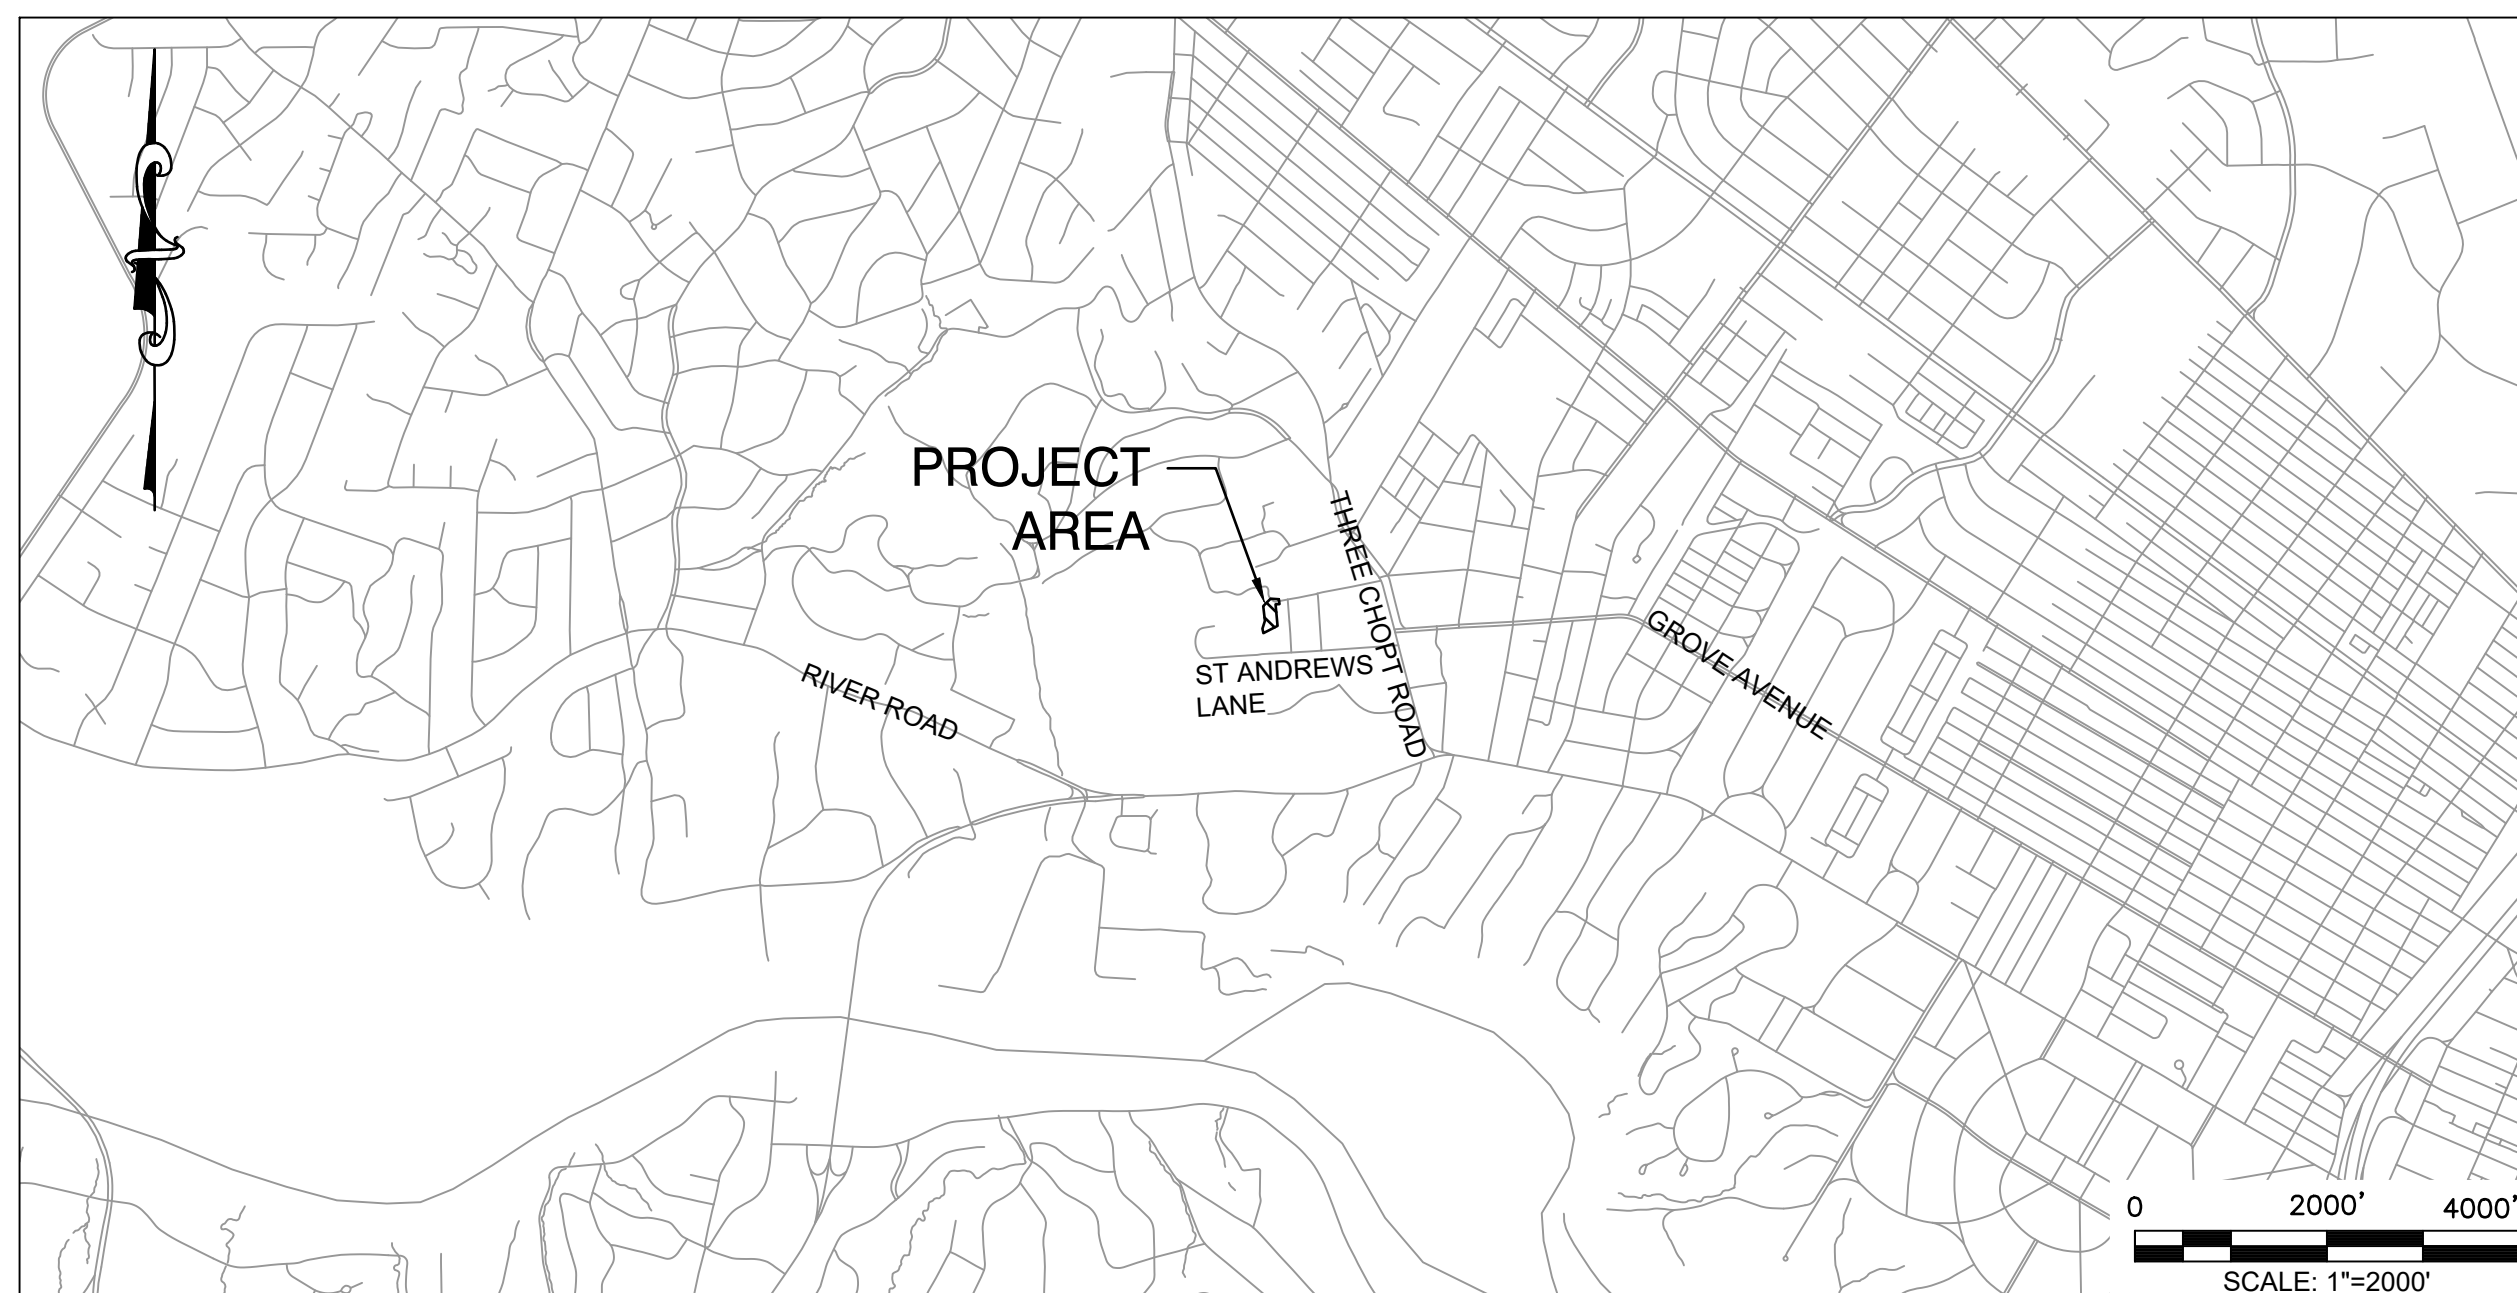 PROJECT
AREA
THREE CHOPT ROAD
GROVE AVENUE
ST ANDREWS
LANE
RIVER ROAD
0 2000' 4000'
SCALE: 1"=2000'